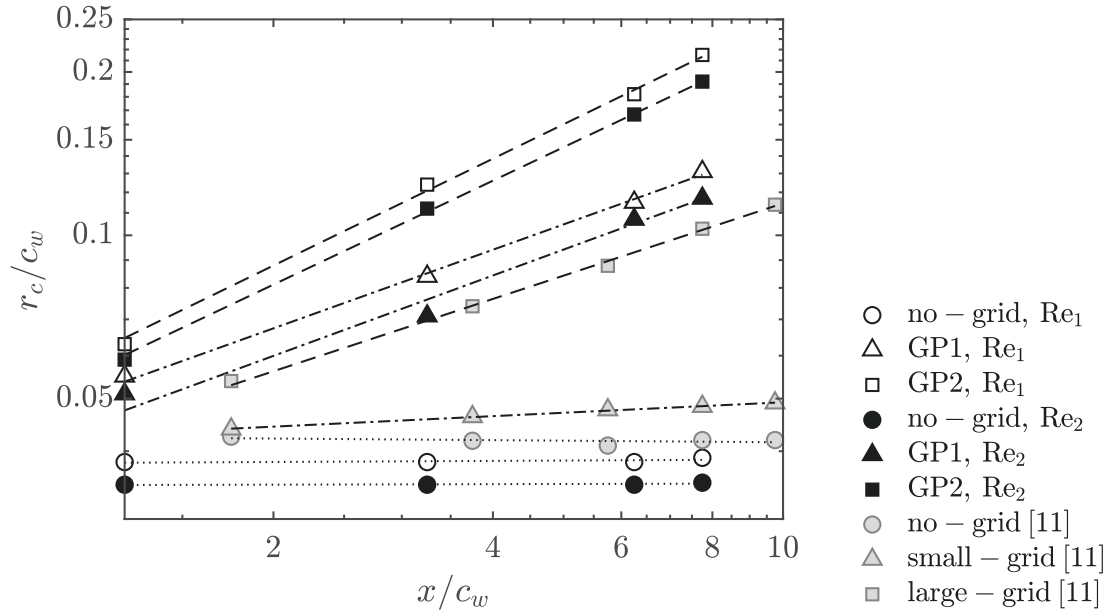 0.25
0.2
0.15
0.1
0.05
r_c/c_w
2
4
6
8
10
x/c_w
no − grid, Re₁
GP1, Re₁
GP2, Re₁
no − grid, Re₂
GP1, Re₂
GP2, Re₂
no − grid [11]
small − grid [11]
large − grid [11]